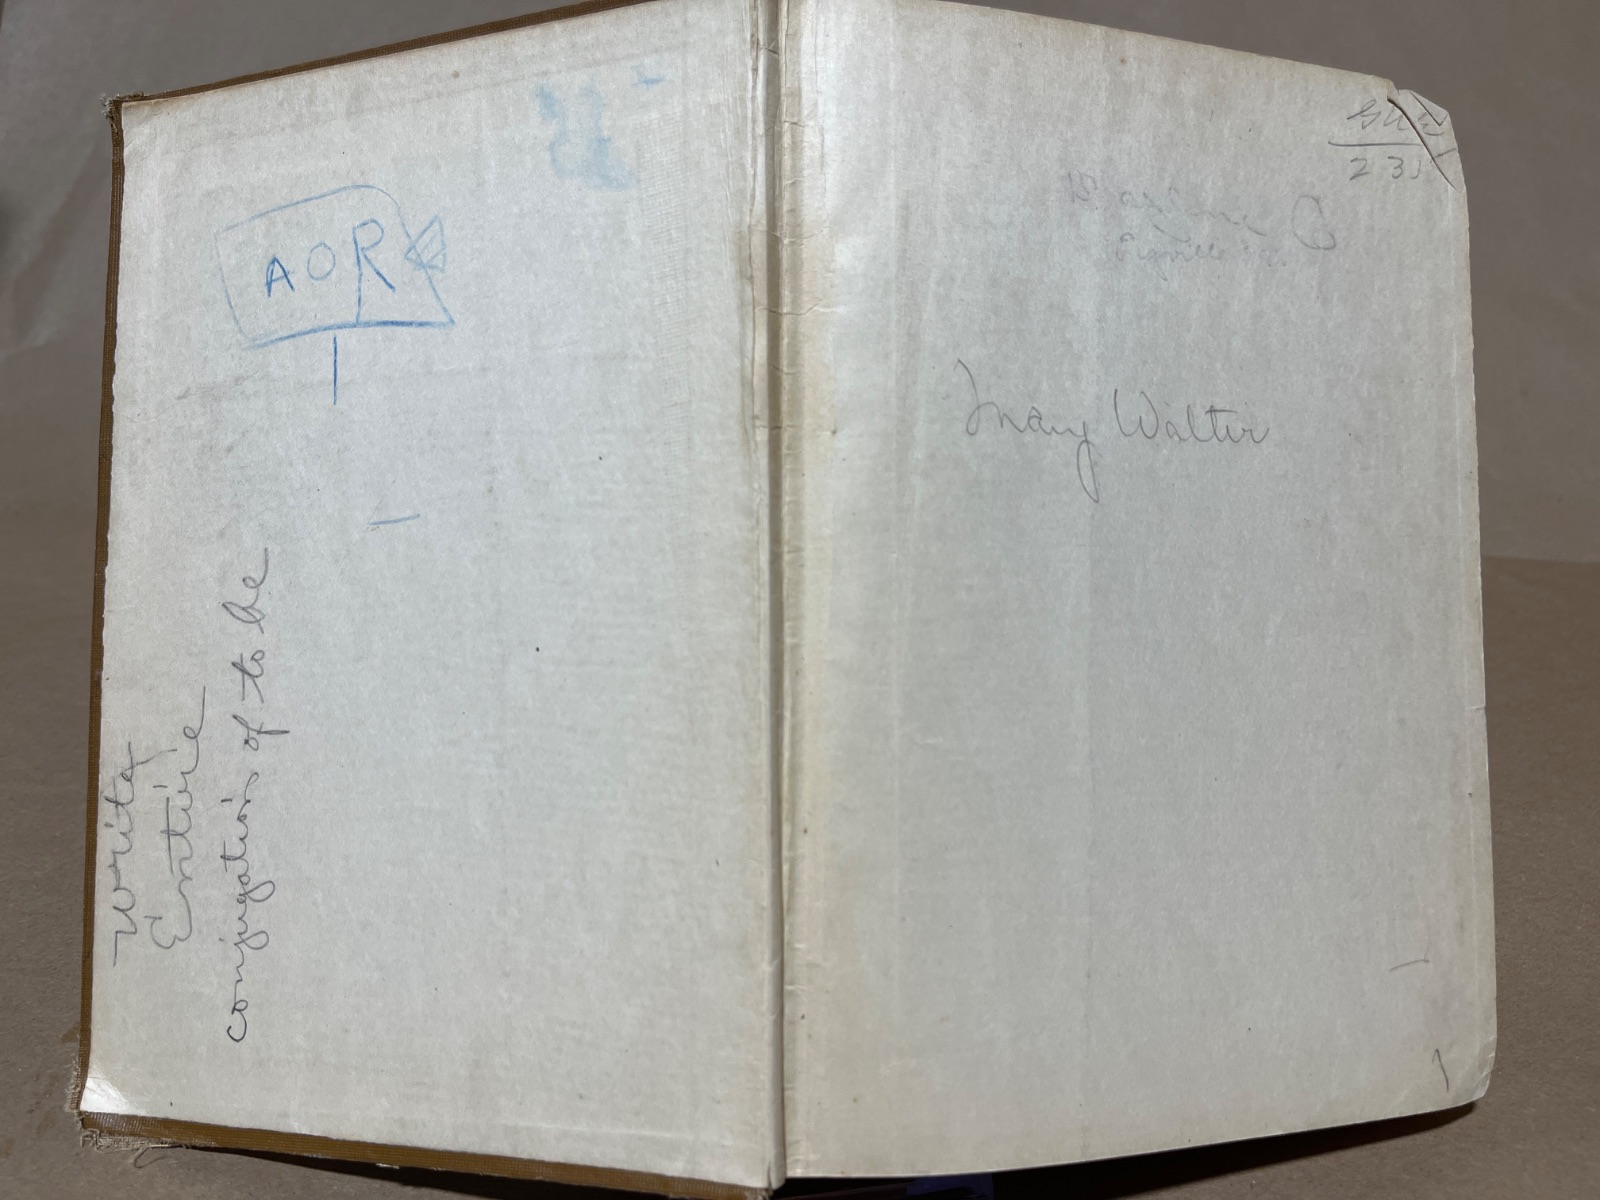 AOR
write
Entire
conjugation of to be
231
Mary Walter